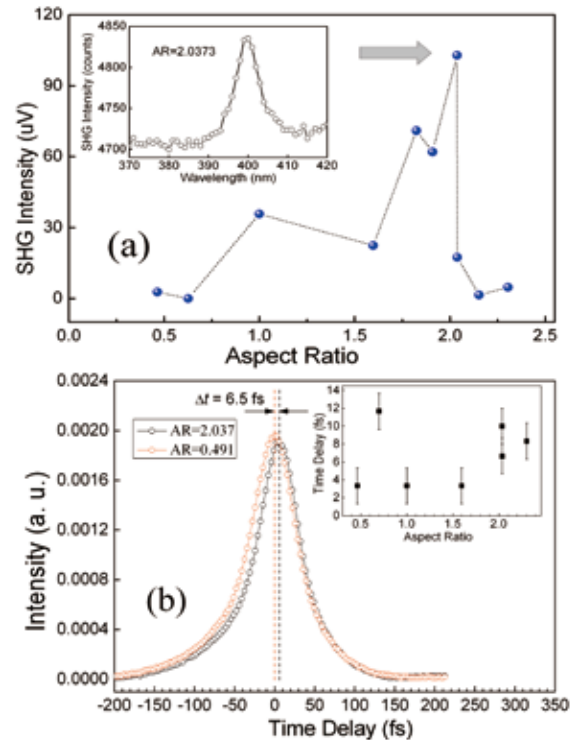 120
90
60
30
0
SHG Intensity (uV)
4850
4800
4750
4700
SHG Intensity (counts)
AR=2.0373
370 380 390 400 410 420
Wavelength (nm)
(a)
0.0 0.5 1.0 1.5 2.0 2.5
Aspect Ratio
0.0024
0.0020
0.0016
0.0012
0.0008
0.0004
0.0000
Intensity (a. u.)
Δt = 6.5 fs
AR=2.037
AR=0.491
14
12
10
8
6
4
2
0
Time Delay (fs)
0.5 1.0 1.5 2.0
Aspect Ratio
(b)
-200 -150 -100 -50 0 50 100 150 200 250 300 350
Time Delay (fs)